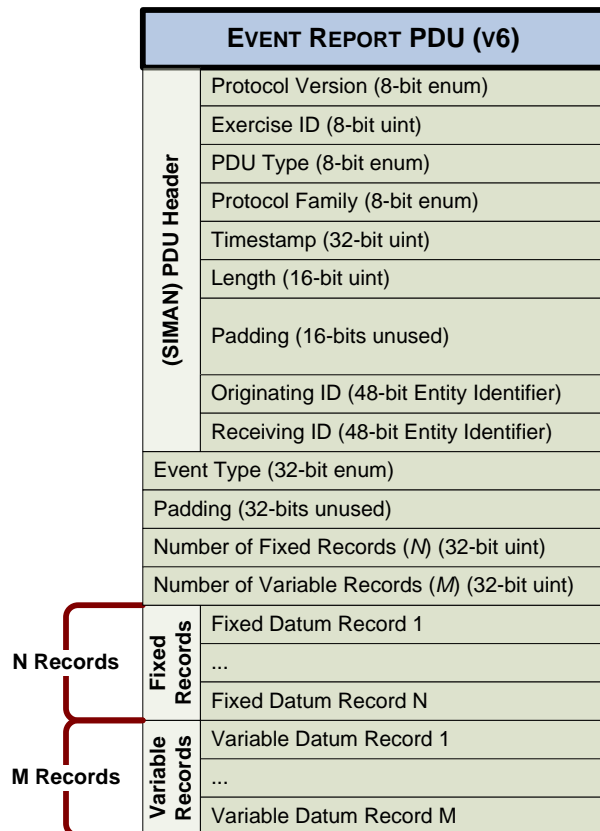 EVENT REPORT PDU (V6)
(SIMAN) PDU Header
Protocol Version (8-bit enum)
Exercise ID (8-bit uint)
PDU Type (8-bit enum)
Protocol Family (8-bit enum)
Timestamp (32-bit uint)
Length (16-bit uint)
Padding (16-bits unused)
Originating ID (48-bit Entity Identifier)
Receiving ID (48-bit Entity Identifier)
Event Type (32-bit enum)
Padding (32-bits unused)
Number of Fixed Records (N) (32-bit uint)
Number of Variable Records (M) (32-bit uint)
N Records
Fixed
Records
Fixed Datum Record 1
...
Fixed Datum Record N
M Records
Variable
Records
Variable Datum Record 1
...
Variable Datum Record M